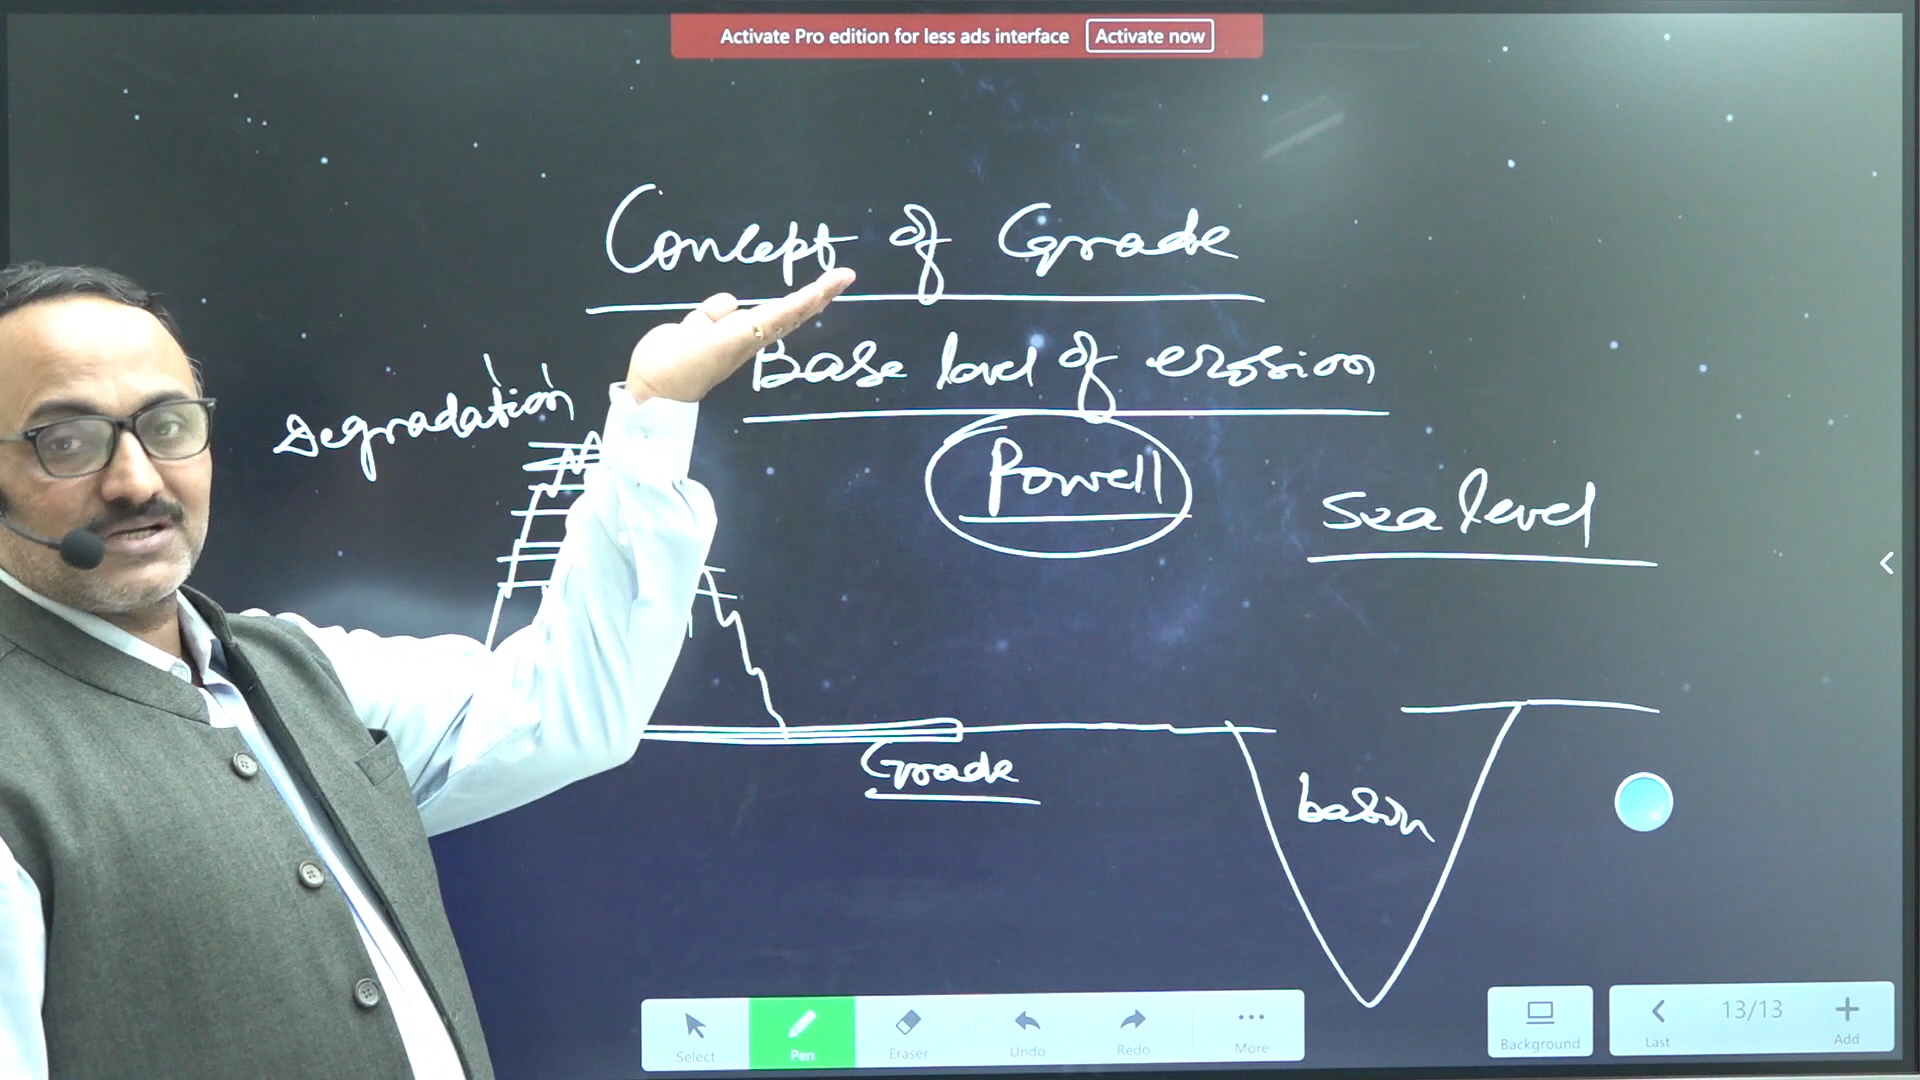 Activate Pro edition for less ads interface Activate now
Concept of Grade
Base level of erosion
Degradation
Powell
Sea level
Grade
basin
Select Pen Eraser Undo Redo More
Background
13/13
Last Add